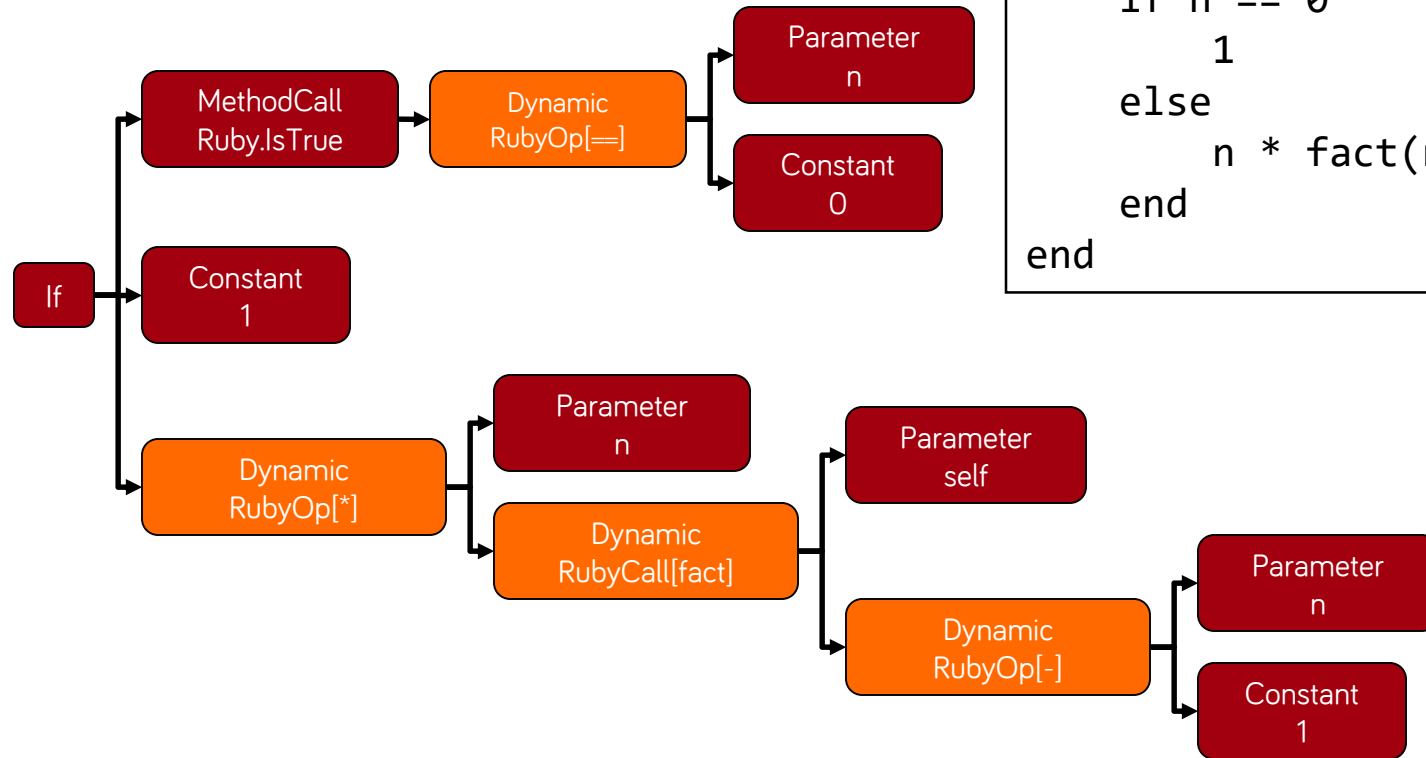 Parameter
n
MethodCall
Ruby.IsTrue
Dynamic
RubyOp[==]
Constant
0
If
Constant
1
Dynamic
RubyOp[*]
Parameter
n
Dynamic
RubyCall[fact]
Parameter
self
Dynamic
RubyOp[-]
Parameter
n
Constant
1
if n == 0
1
else
n * fact(
end
end